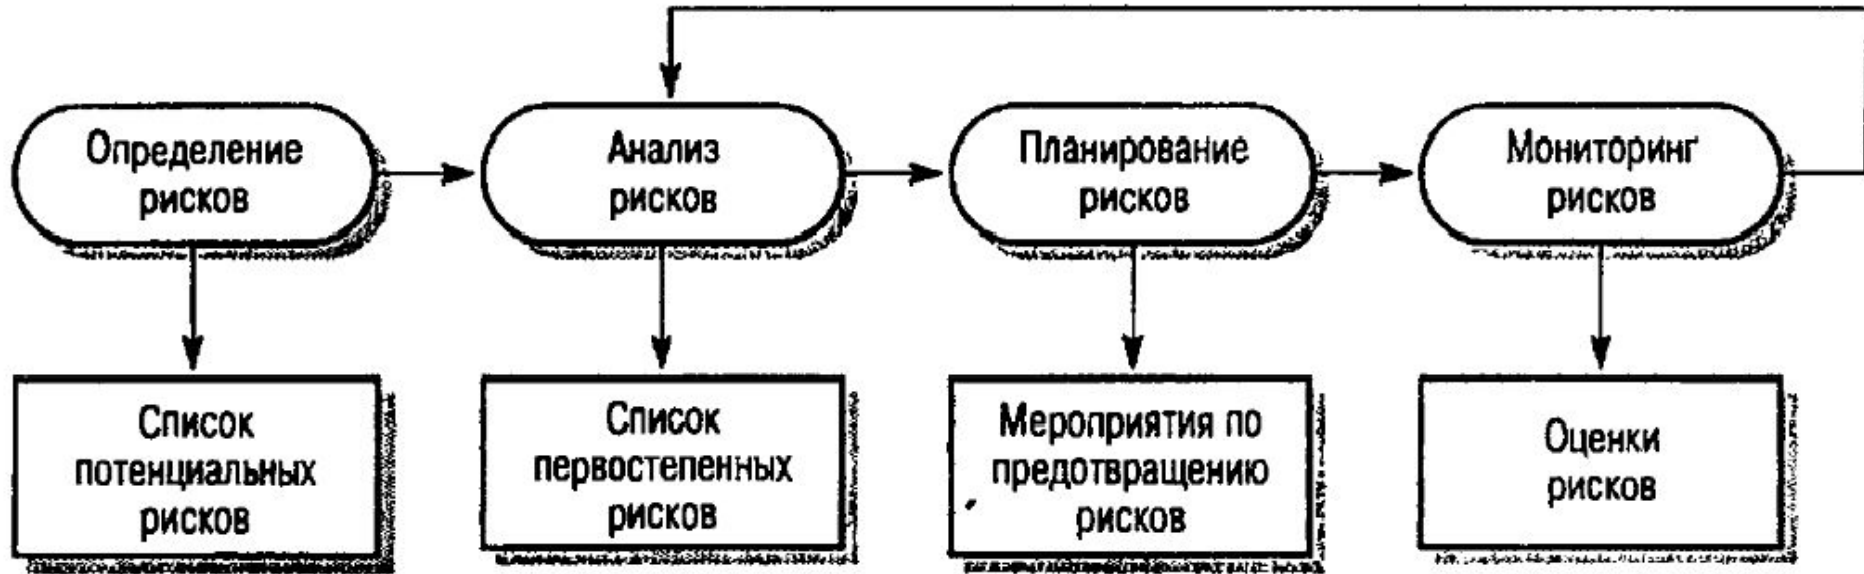 Определение
рисков
Анализ
рисков
Планирование
рисков
Мониторинг
рисков
Список
потенциальных
рисков
Список
первостепенных
рисков
Мероприятия по
предотвращению
рисков
Оценки
рисков